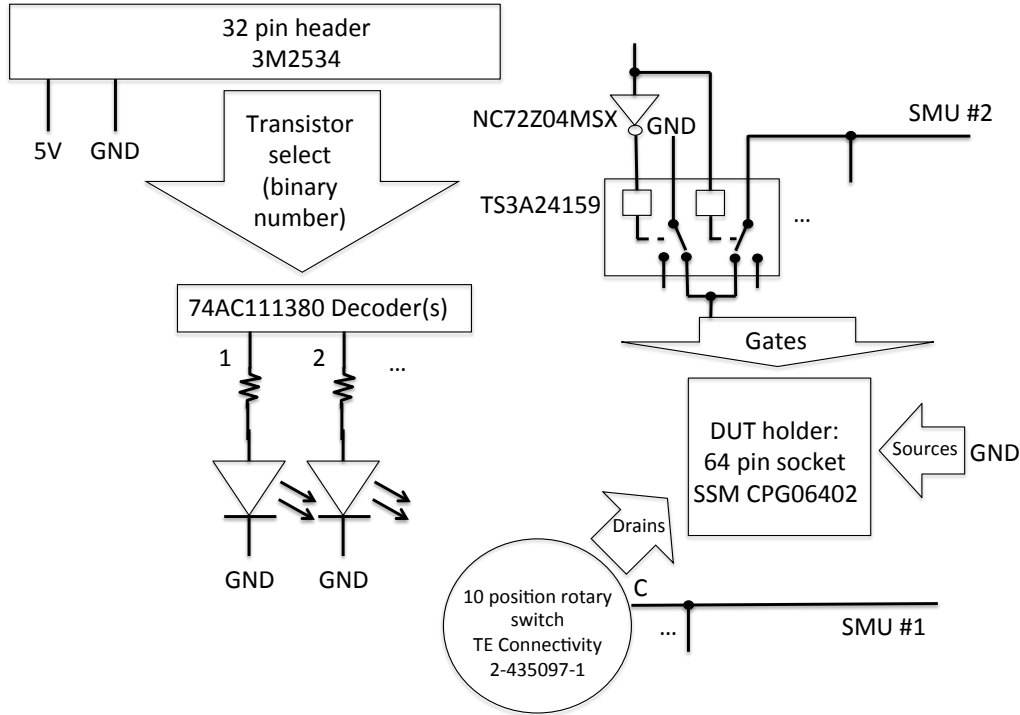 32 pin header
3M2534
5V
GND
Transistor
select
(binary
number)
74AC111380 Decoder(s)
1
2
...
GND
GND
NC72Z04MSX
GND
SMU #2
TS3A24159
...
Gates
DUT holder:
64 pin socket
SSM CPG06402
Sources
GND
Drains
10 position rotary
switch
TE Connectivity
2-435097-1
C
...
SMU #1